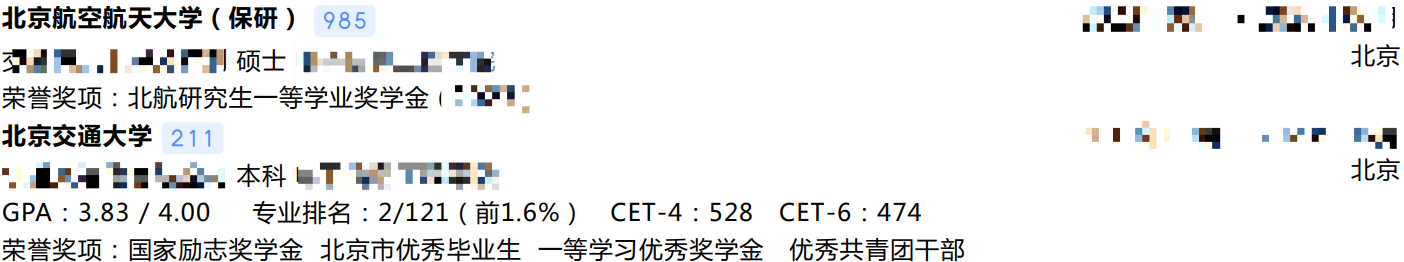 北京航空航天大学（保研） 985
硕士 北京
荣誉奖项：北航研究生一等学业奖学金（
北京交通大学 211
本科 北京
GPA：3.83 / 4.00 专业排名：2/121（前1.6%） CET-4：528 CET-6：474
荣誉奖项：国家励志奖学金 北京市优秀毕业生 一等学习优秀奖学金 优秀共青团干部